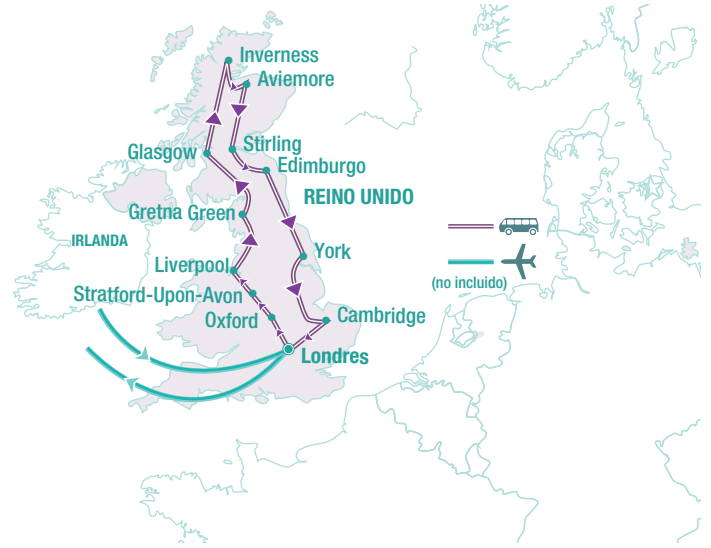 Inverness
Aviemore
Stirling
Glasgow
Edimburgo
REINO UNIDO
Gretna Green
IRLANDA
York
Liverpool
(no incluido)
Stratford-Upon-Avon
Oxford
Cambridge
Londres